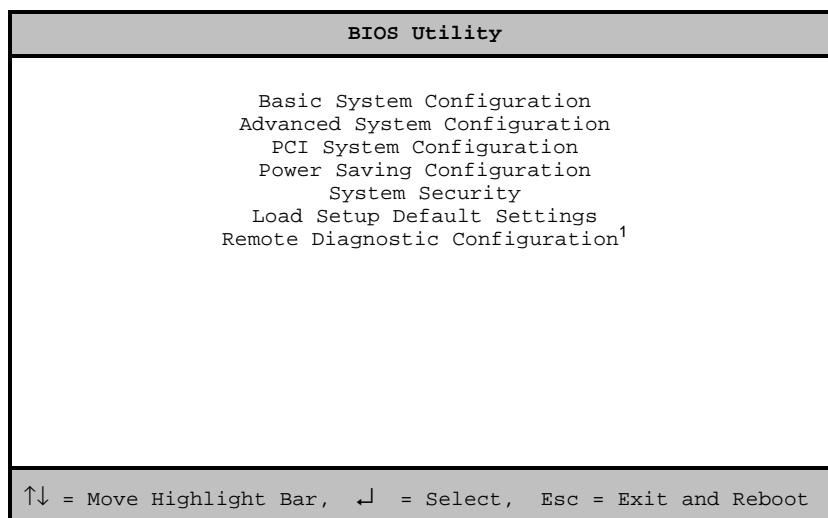 BIOS Utility
Basic System Configuration
Advanced System Configuration
PCI System Configuration
Power Saving Configuration
System Security
Load Setup Default Settings
Remote Diagnostic Configuration¹
↑↓ = Move Highlight Bar, ↵ = Select, Esc = Exit and Reboot